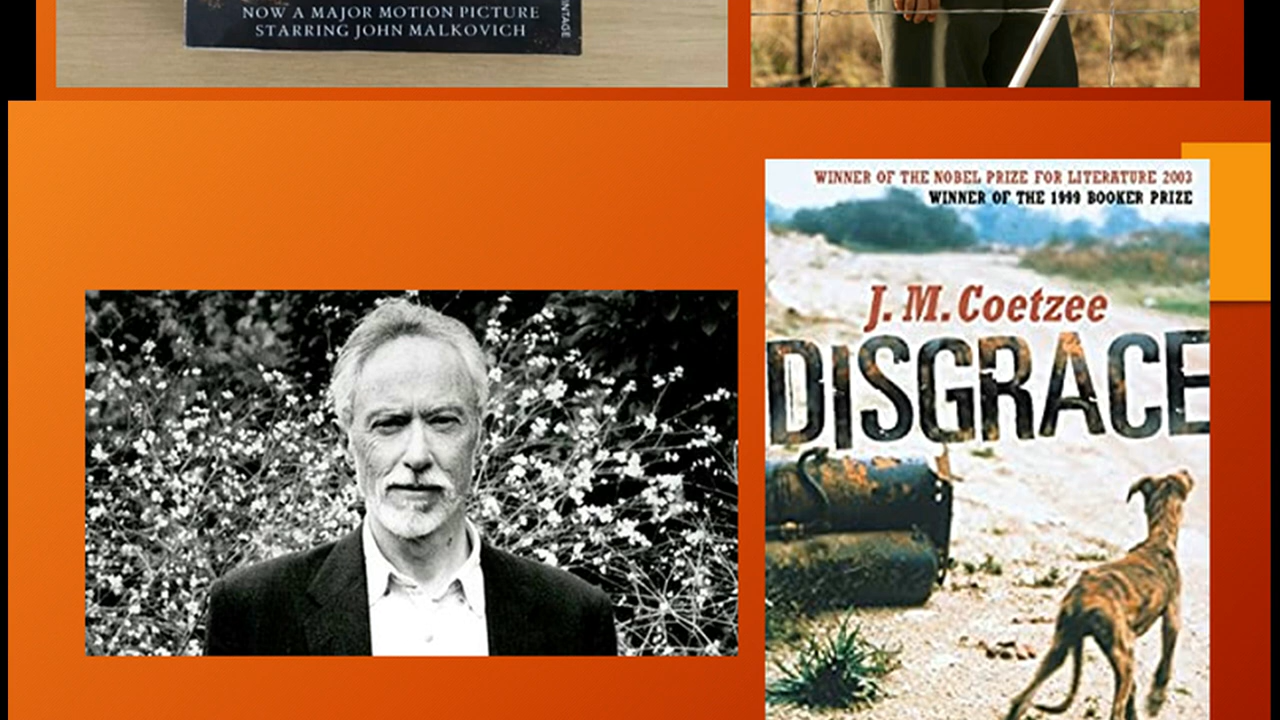 NOW A MAJOR MOTION PICTURE
STARRING JOHN MALKOVICH
VINTAGE
WINNER OF THE NOBEL PRIZE FOR LITERATURE 2003
WINNER OF THE 1999 BOOKER PRIZE
J. M. Coetzee
DISGRACE